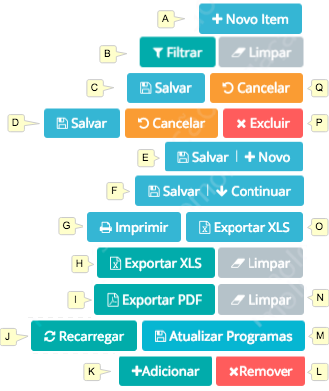 A + Novo Item
B Filtrar Limpar
C Salvar Cancelar Q
D Salvar Cancelar Excluir P
E Salvar | + Novo
F Salvar | Continuar
G Imprimir Exportar XLS O
H Exportar XLS Limpar
I Exportar PDF Limpar N
J Recarregar Atualizar Programas M
K +Adicionar Remover L